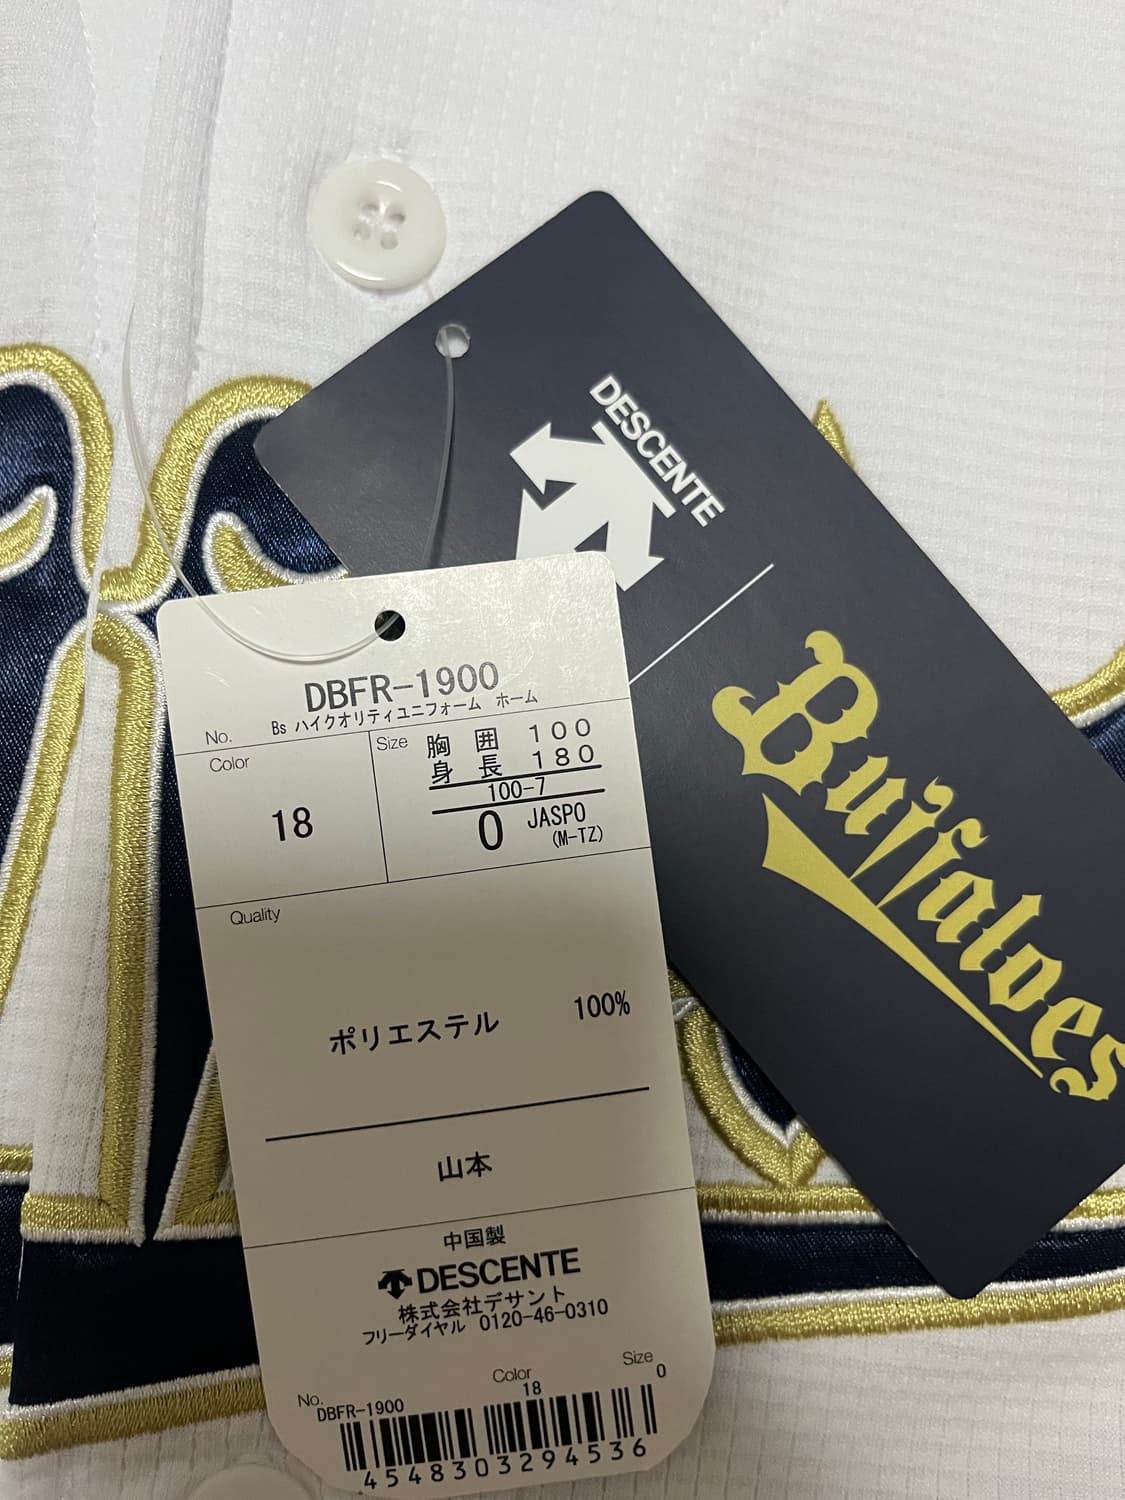 DESCENTE
Buffaloes
DBFR-1900
No. Bs ハイクオリティユニフォーム ホーム
Color
18
Size
胸囲 100
身長 180
100-7
0 JASPO
(M-TZ)
Quality
ポリエステル 100%
山本
中国製
DESCENTE
株式会社デサント
フリーダイヤル 0120-46-0310
No. Color Size
DBFR-1900 18 0
4548303294536